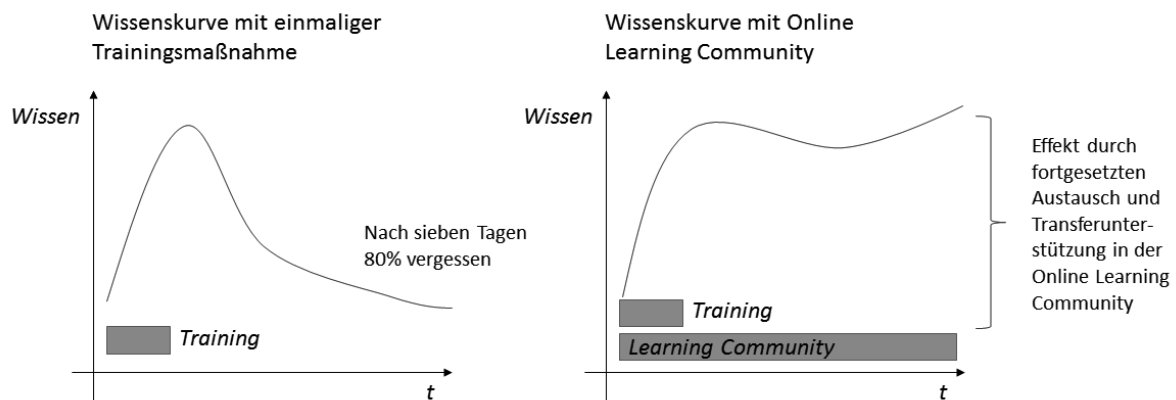 Wissenskurve mit einmaliger
Trainingsmaßnahme
Wissen
Nach sieben Tagen
80% vergessen
Training
t
Wissenskurve mit Online
Learning Community
Wissen
Training
Learning Community
t
Effekt durch
fortgesetzten
Austausch und
Transferunter-
stützung in der
Online Learning
Community